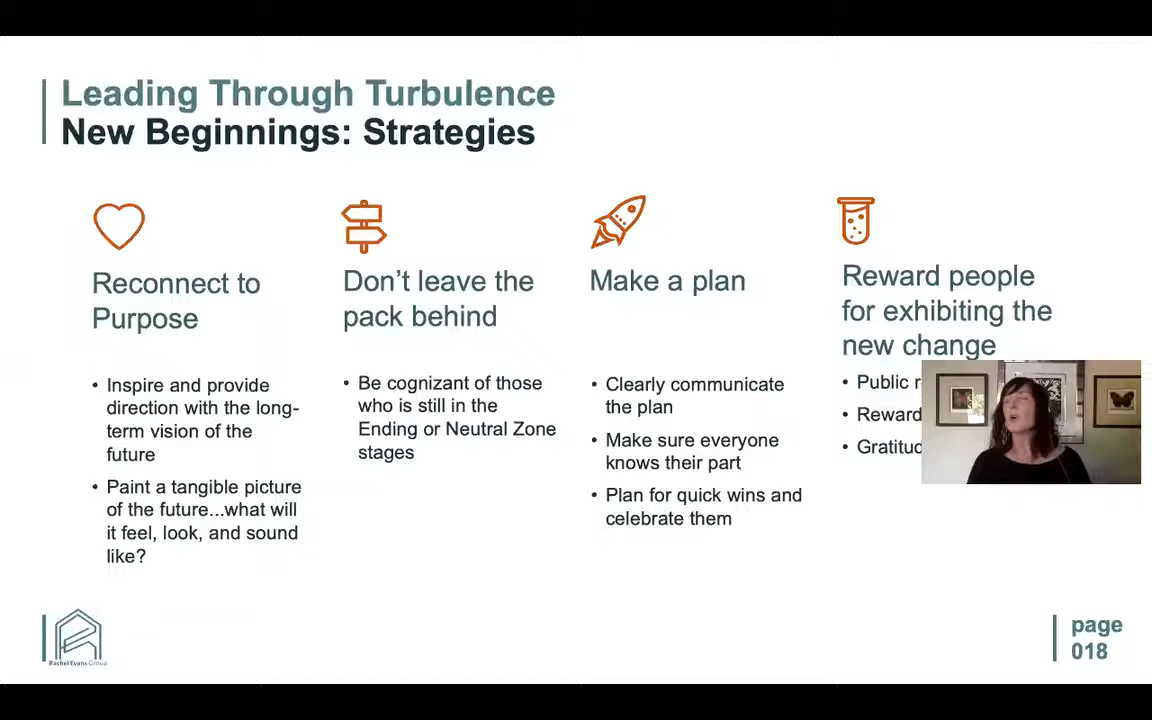 Leading Through Turbulence
New Beginnings: Strategies
Reconnect to
Purpose
• Inspire and provide
direction with the long-
term vision of the
future
• Paint a tangible picture
of the future...what will
it feel, look, and sound
like?
Don’t leave the
pack behind
• Be cognizant of those
who is still in the
Ending or Neutral Zone
stages
Make a plan
• Clearly communicate
the plan
• Make sure everyone
knows their part
• Plan for quick wins and
celebrate them
Reward people
for exhibiting the
new change
• Public
• Reward
•
Rachel Evans Group
page
018